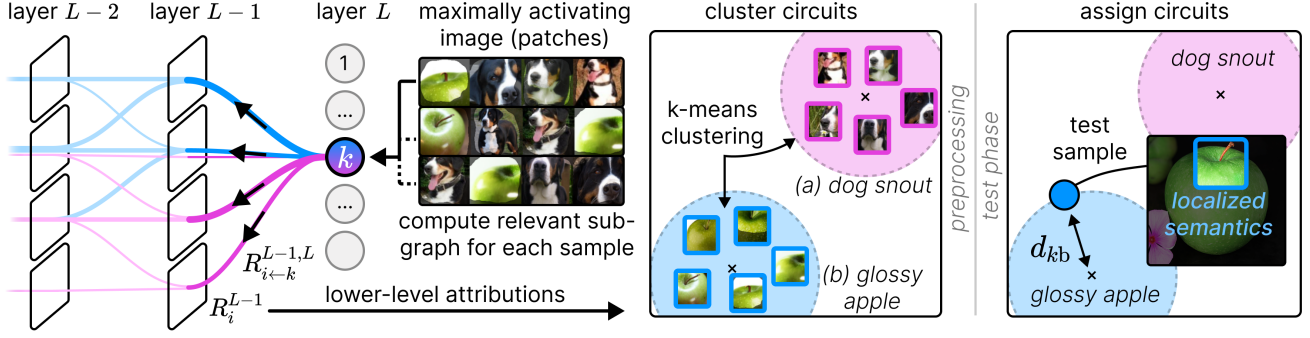 layer L − 2
layer L − 1
layer L
1
...
k
...
R_i^{L−1}
R_{i←k}^{L−1,L}
maximally activating
image (patches)
compute relevant sub-
graph for each sample
lower-level attributions
cluster circuits
k-means
clustering
(a) dog snout
(b) glossy
apple
preprocessing
test phase
assign circuits
dog snout
test
sample
localized
semantics
d_{kb}
glossy apple